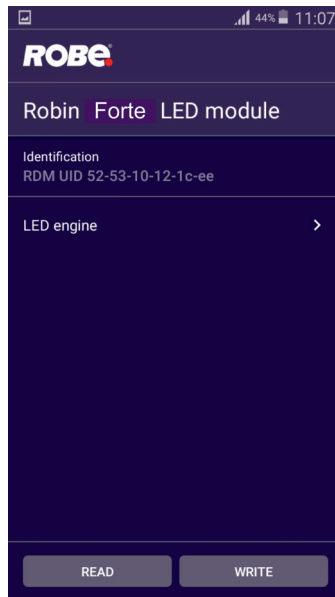 44% 11:07
ROBE
Robin Forte LED module
Identification
RDM UID 52-53-10-12-1c-ee
LED engine
READ WRITE